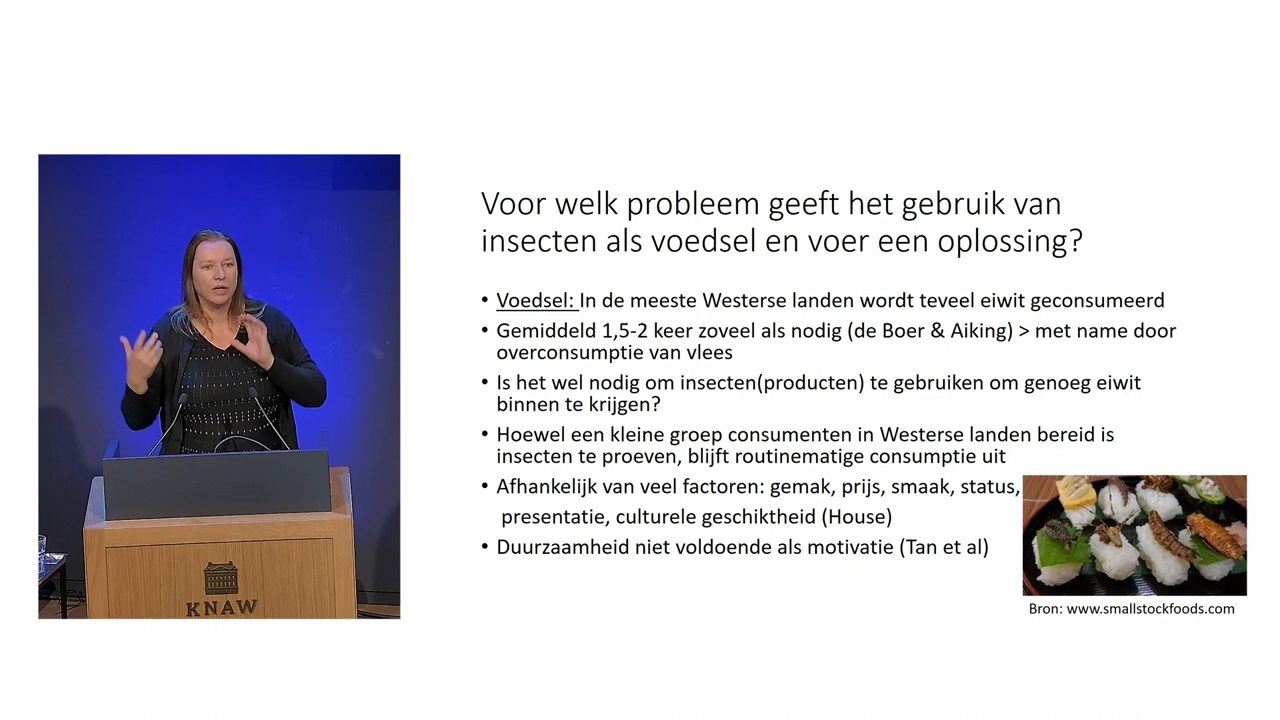 Voor welk probleem geeft het gebruik van
insecten als voedsel en voer een oplossing?
• Voedsel: In de meeste Westerse landen wordt teveel eiwit geconsumeerd
• Gemiddeld 1,5-2 keer zoveel als nodig (de Boer & Aiking) > met name door
overconsumptie van vlees
• Is het wel nodig om insecten(producten) te gebruiken om genoeg eiwit
binnen te krijgen?
• Hoewel een kleine groep consumenten in Westerse landen bereid is
insecten te proeven, blijft routinematige consumptie uit
• Afhankelijk van veel factoren: gemak, prijs, smaak, status,
presentatie, culturele geschiktheid (House)
• Duurzaamheid niet voldoende als motivatie (Tan et al)
Bron: www.smallstockfoods.com
KNAW